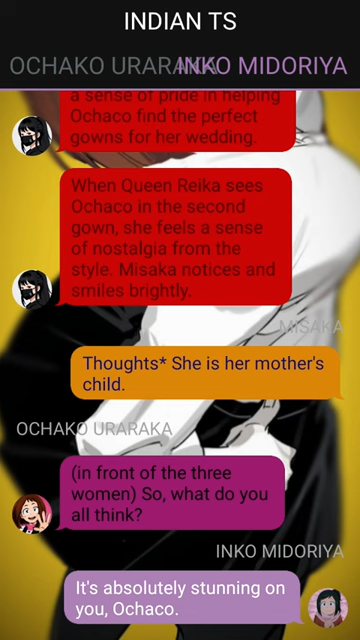 INDIAN TS
OCHAKO URARAKA
INKO MIDORIYA
a sense of pride in helping
Ochaco find the perfect
gowns for her wedding.
When Queen Reika sees
Ochaco in the second
gown, she feels a sense
of nostalgia from the
style. Misaka notices and
smiles brightly.
MISAKA
Thoughts* She is her mother's
child.
OCHAKO URARAKA
(in front of the three
women) So, what do you
all think?
INKO MIDORIYA
It's absolutely stunning on
you, Ochaco.